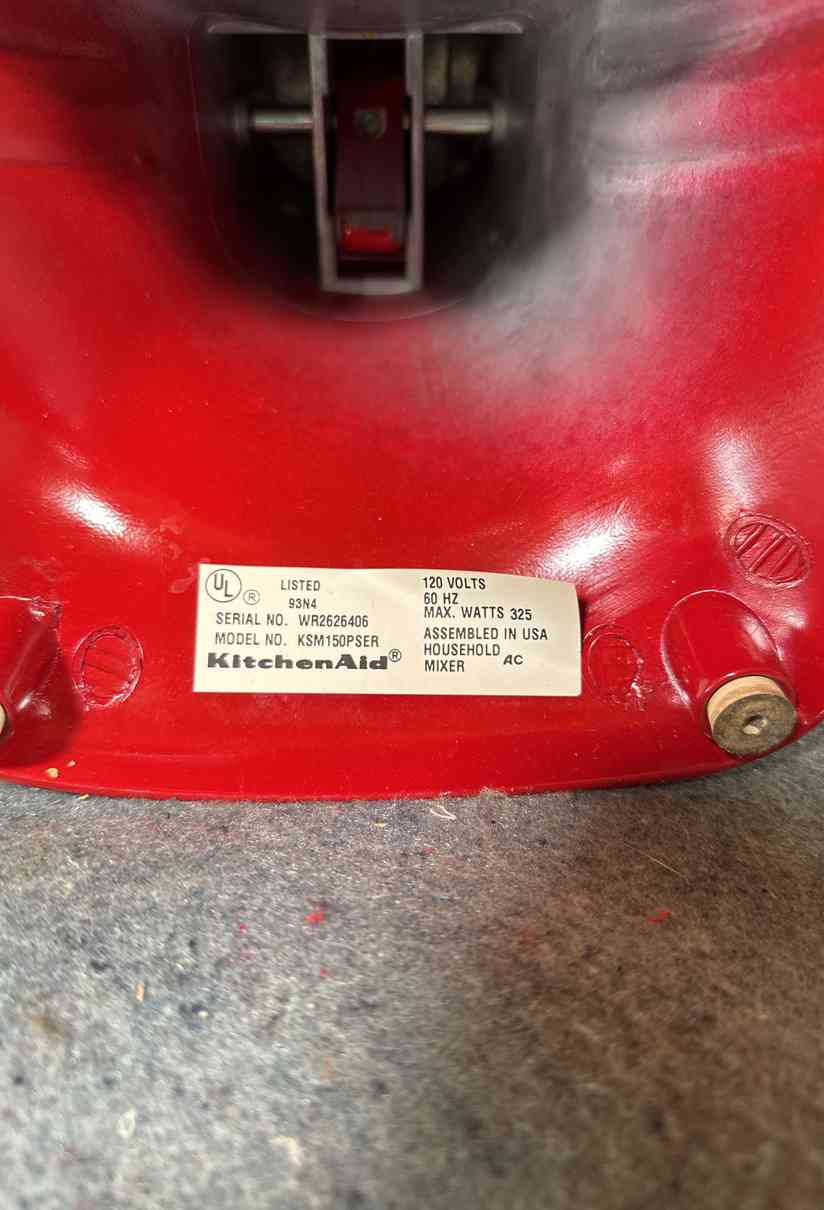 UL ® LISTED
93N4
SERIAL NO. WR2626406
MODEL NO. KSM150PSER
KitchenAid®
120 VOLTS
60 HZ
MAX. WATTS 325
ASSEMBLED IN USA
HOUSEHOLD
MIXER AC